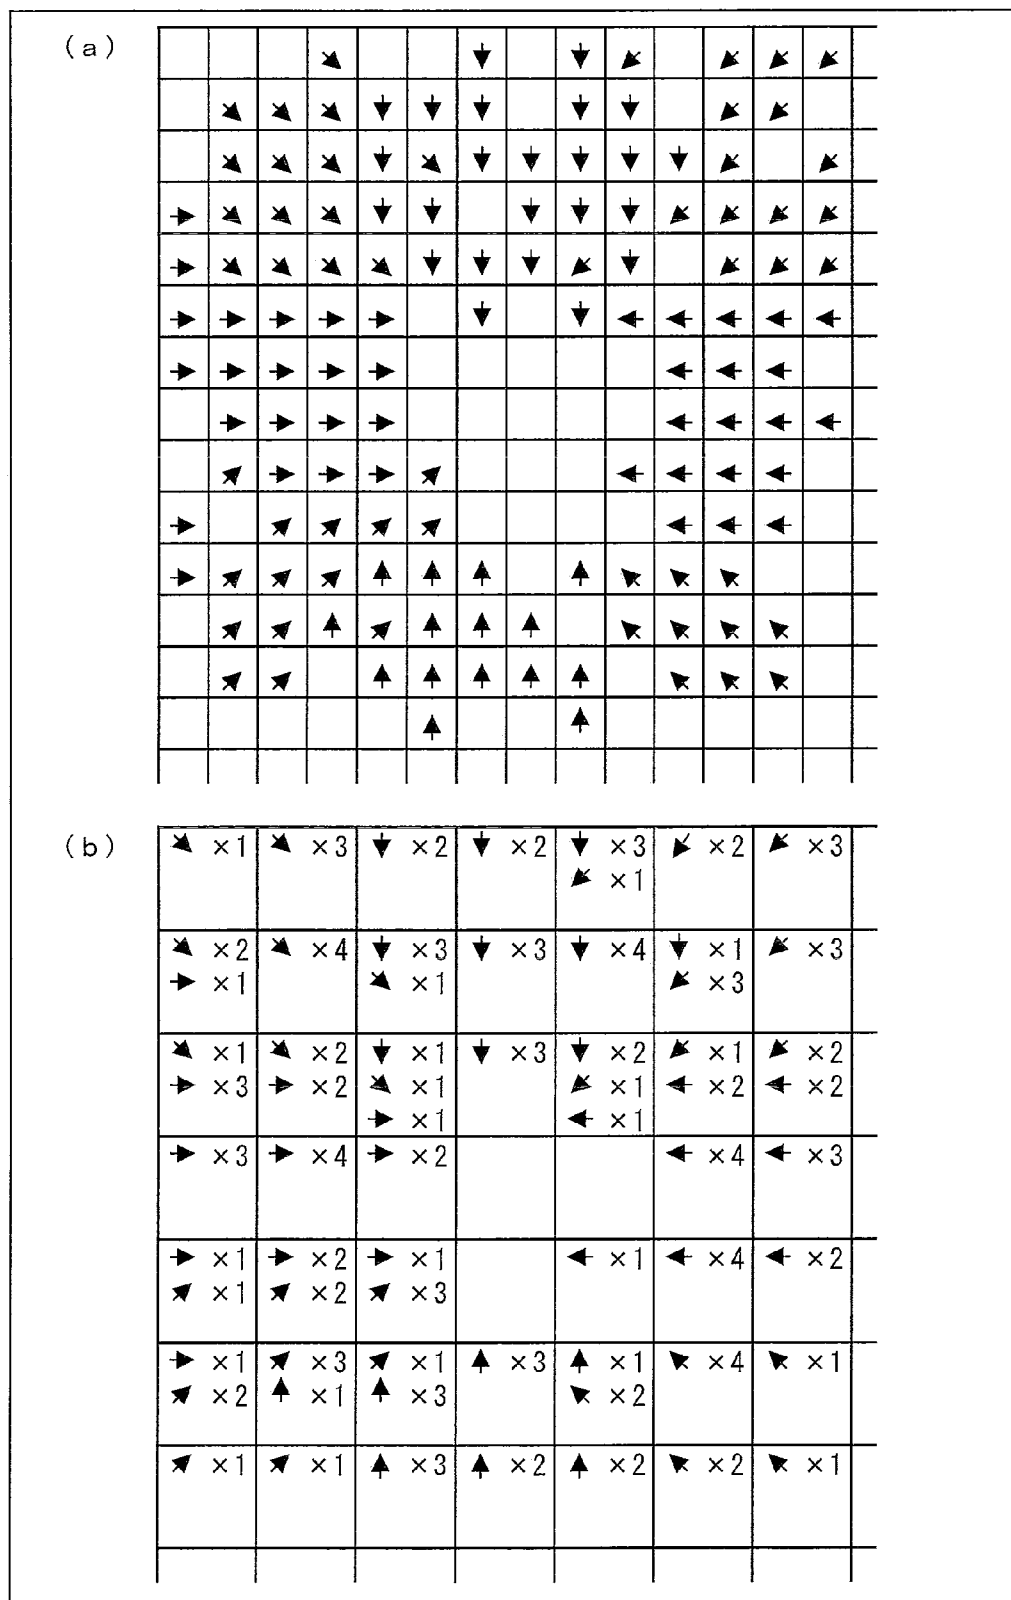 (a)
(b)
↘ ×1 ↘ ×3 ↓ ×2 ↓ ×2 ↓ ×3 ↙ ×2 ↙ ×3
↙ ×1
↘ ×2 ↘ ×4 ↓ ×3 ↓ ×3 ↓ ×4 ↓ ×1 ↙ ×3
→ ×1 ↘ ×1 ↙ ×3
↘ ×1 ↘ ×2 ↓ ×1 ↓ ×3 ↓ ×2 ↙ ×1 ↙ ×2
→ ×3 → ×2 ↘ ×1 ↙ ×1 ← ×2 ← ×2
→ ×1 ← ×1
→ ×3 → ×4 → ×2 ← ×4 ← ×3
→ ×1 → ×2 → ×1 ← ×1 ← ×4 ← ×2
↗ ×1 ↗ ×2 ↗ ×3
→ ×1 ↗ ×3 ↗ ×1 ↑ ×3 ↑ ×1 ↖ ×4 ↖ ×1
↗ ×2 ↑ ×1 ↑ ×3 ↖ ×2
↗ ×1 ↗ ×1 ↑ ×3 ↑ ×2 ↑ ×2 ↖ ×2 ↖ ×1